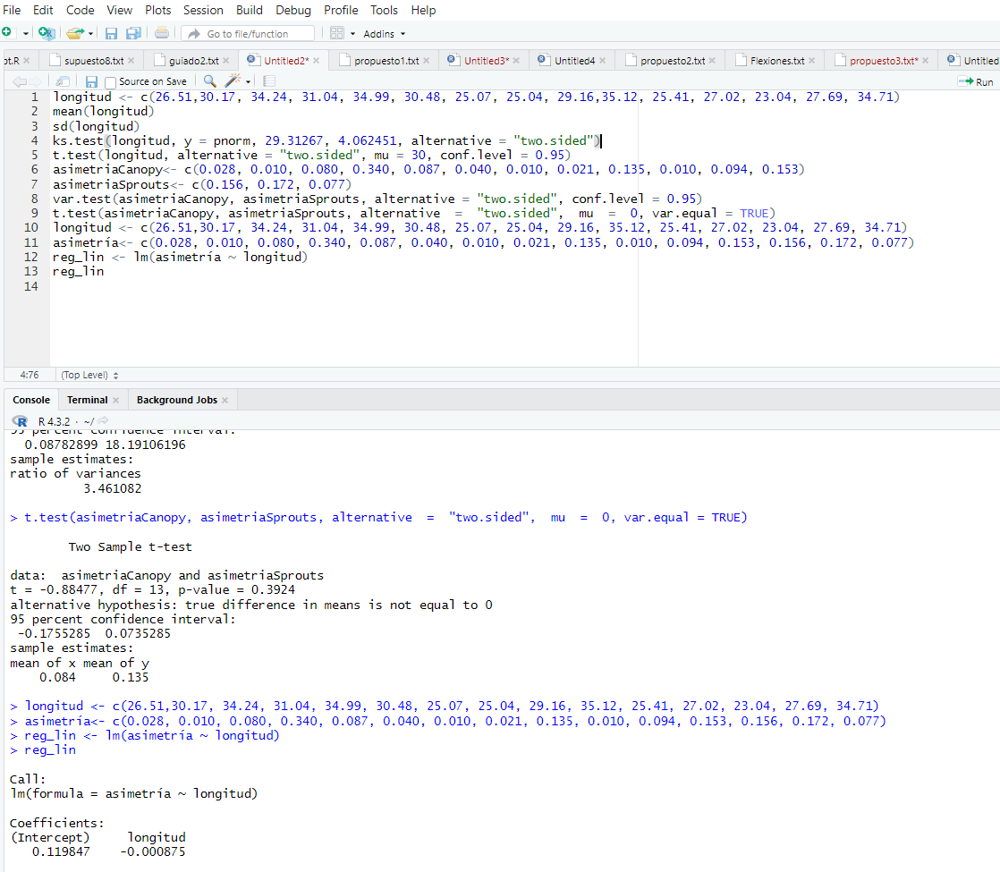 File Edit Code View Plots Session Build Debug Profile Tools Help
Go to file/function Addins
ot.R supuesto8.txt guiado2.txt Untitled2* propuesto1.txt Untitled3* Untitled4 propuesto2.txt Flexiones.txt propuesto3.txt* Untitled
Source on Save Run
1 longitud <- c(26.51,30.17, 34.24, 31.04, 34.99, 30.48, 25.07, 25.04, 29.16,35.12, 25.41, 27.02, 23.04, 27.69, 34.71)
2 mean(longitud)
3 sd(longitud)
4 ks.test(longitud, y = pnorm, 29.31267, 4.062451, alternative = "two.sided")
5 t.test(longitud, alternative = "two.sided", mu = 30, conf.level = 0.95)
6 asimetriaCanopy<- c(0.028, 0.010, 0.080, 0.340, 0.087, 0.040, 0.010, 0.021, 0.135, 0.010, 0.094, 0.153)
7 asimetriaSprouts<- c(0.156, 0.172, 0.077)
8 var.test(asimetriaCanopy, asimetriaSprouts, alternative = "two.sided", conf.level = 0.95)
9 t.test(asimetriaCanopy, asimetriaSprouts, alternative  =  "two.sided",  mu  =  0, var.equal = TRUE)
10 longitud <- c(26.51,30.17, 34.24, 31.04, 34.99, 30.48, 25.07, 25.04, 29.16, 35.12, 25.41, 27.02, 23.04, 27.69, 34.71)
11 asimetría<- c(0.028, 0.010, 0.080, 0.340, 0.087, 0.040, 0.010, 0.021, 0.135, 0.010, 0.094, 0.153, 0.156, 0.172, 0.077)
12 reg_lin <- lm(asimetría ~ longitud)
13 reg_lin
14
4:76 (Top Level)
Console Terminal Background Jobs
R R 4.3.2 · ~/
95 percent confidence interval:
0.08782899 18.19106196
sample estimates:
ratio of variances
3.461082
> t.test(asimetriaCanopy, asimetriaSprouts, alternative  =  "two.sided",  mu  =  0, var.equal = TRUE)
Two Sample t-test
data:  asimetriaCanopy and asimetriaSprouts
t = -0.88477, df = 13, p-value = 0.3924
alternative hypothesis: true difference in means is not equal to 0
95 percent confidence interval:
-0.1755285  0.0735285
sample estimates:
mean of x mean of y
0.084     0.135
> longitud <- c(26.51,30.17, 34.24, 31.04, 34.99, 30.48, 25.07, 25.04, 29.16, 35.12, 25.41, 27.02, 23.04, 27.69, 34.71)
> asimetría<- c(0.028, 0.010, 0.080, 0.340, 0.087, 0.040, 0.010, 0.021, 0.135, 0.010, 0.094, 0.153, 0.156, 0.172, 0.077)
> reg_lin <- lm(asimetría ~ longitud)
> reg_lin
Call:
lm(formula = asimetría ~ longitud)
Coefficients:
(Intercept)     longitud
0.119847    -0.000875